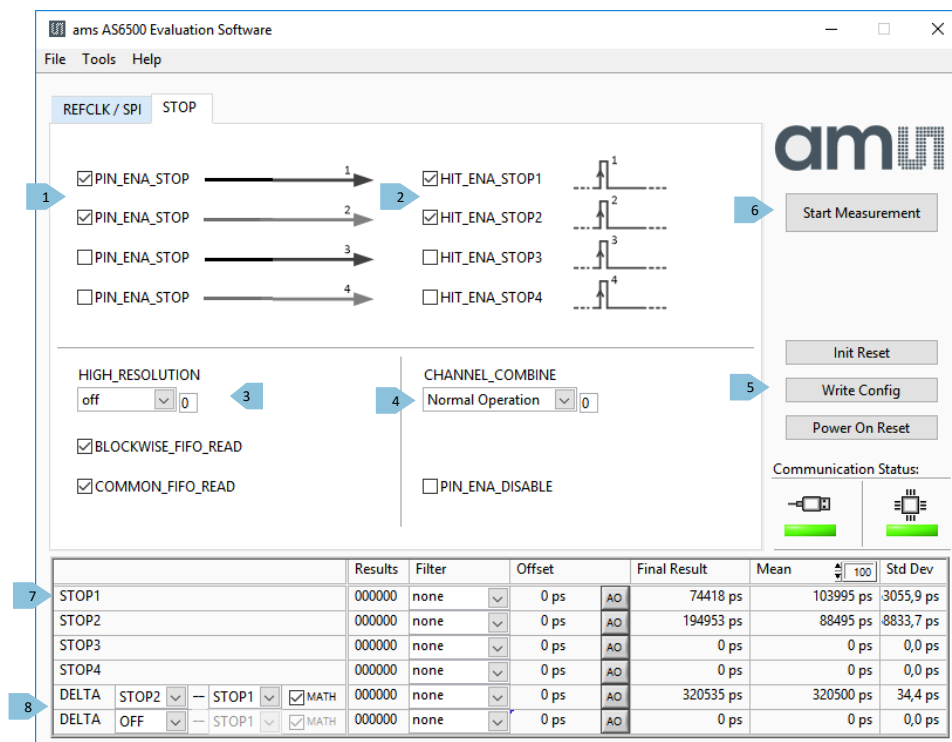 ams AS6500 Evaluation Software
File Tools Help
REFCLK / SPI STOP
am
1 PIN_ENA_STOP 1 2 HIT_ENA_STOP1 1
PIN_ENA_STOP 2 HIT_ENA_STOP2 2
6 Start Measurement
PIN_ENA_STOP 3 HIT_ENA_STOP3 3
PIN_ENA_STOP 4 HIT_ENA_STOP4 4
Init Reset
HIGH_RESOLUTION CHANNEL_COMBINE
off 0 3 4 Normal Operation 0
5 Write Config
Power On Reset
BLOCKWISE_FIFO_READ
Communication Status:
COMMON_FIFO_READ PIN_ENA_DISABLE
Results Filter Offset Final Result Mean 100 Std Dev
7 STOP1 000000 none 0 ps AO 74418 ps 103995 ps 3055,9 ps
STOP2 000000 none 0 ps AO 194953 ps 88495 ps 8833,7 ps
STOP3 000000 none 0 ps AO 0 ps 0 ps 0,0 ps
STOP4 000000 none 0 ps AO 0 ps 0 ps 0,0 ps
8 DELTA STOP2 -- STOP1 MATH 000000 none 0 ps AO 320535 ps 320500 ps 34,4 ps
DELTA OFF -- STOP1 MATH 000000 none 0 ps AO 0 ps 0 ps 0,0 ps